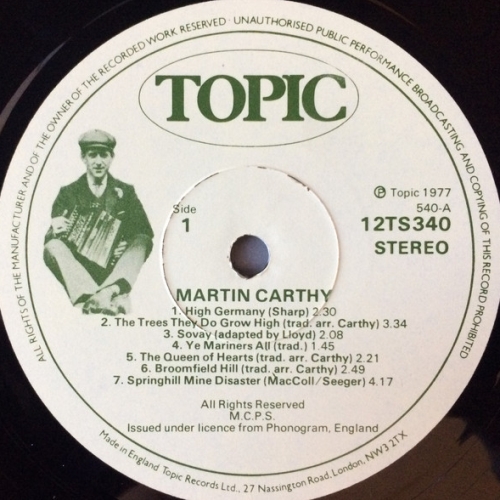 ALL RIGHTS OF THE MANUFACTURER AND OF THE OWNER OF THE RECORDED WORK RESERVED · UNAUTHORISED PUBLIC PERFORMANCE BROADCASTING AND COPYING OF THIS RECORD PROHIBITED
TOPIC
Side
1
Ⓟ Topic 1977
540-A
12TS340
STEREO
MARTIN CARTHY
1. High Germany (Sharp) 2.30
2. The Trees They Do Grow High (trad. arr. Carthy) 3.34
3. Sovay (adapted by Lloyd) 2.08
4. Ye Mariners All (trad.) 1.45
5. The Queen of Hearts (trad. arr. Carthy) 2.21
6. Broomfield Hill (trad. arr. Carthy) 2.49
7. Springhill Mine Disaster (MacColl/Seeger) 4.17
All Rights Reserved
M.C.P.S.
Issued under licence from Phonogram, England
Made in England Topic Records Ltd., 27 Nassington Road, London, NW3 2TX